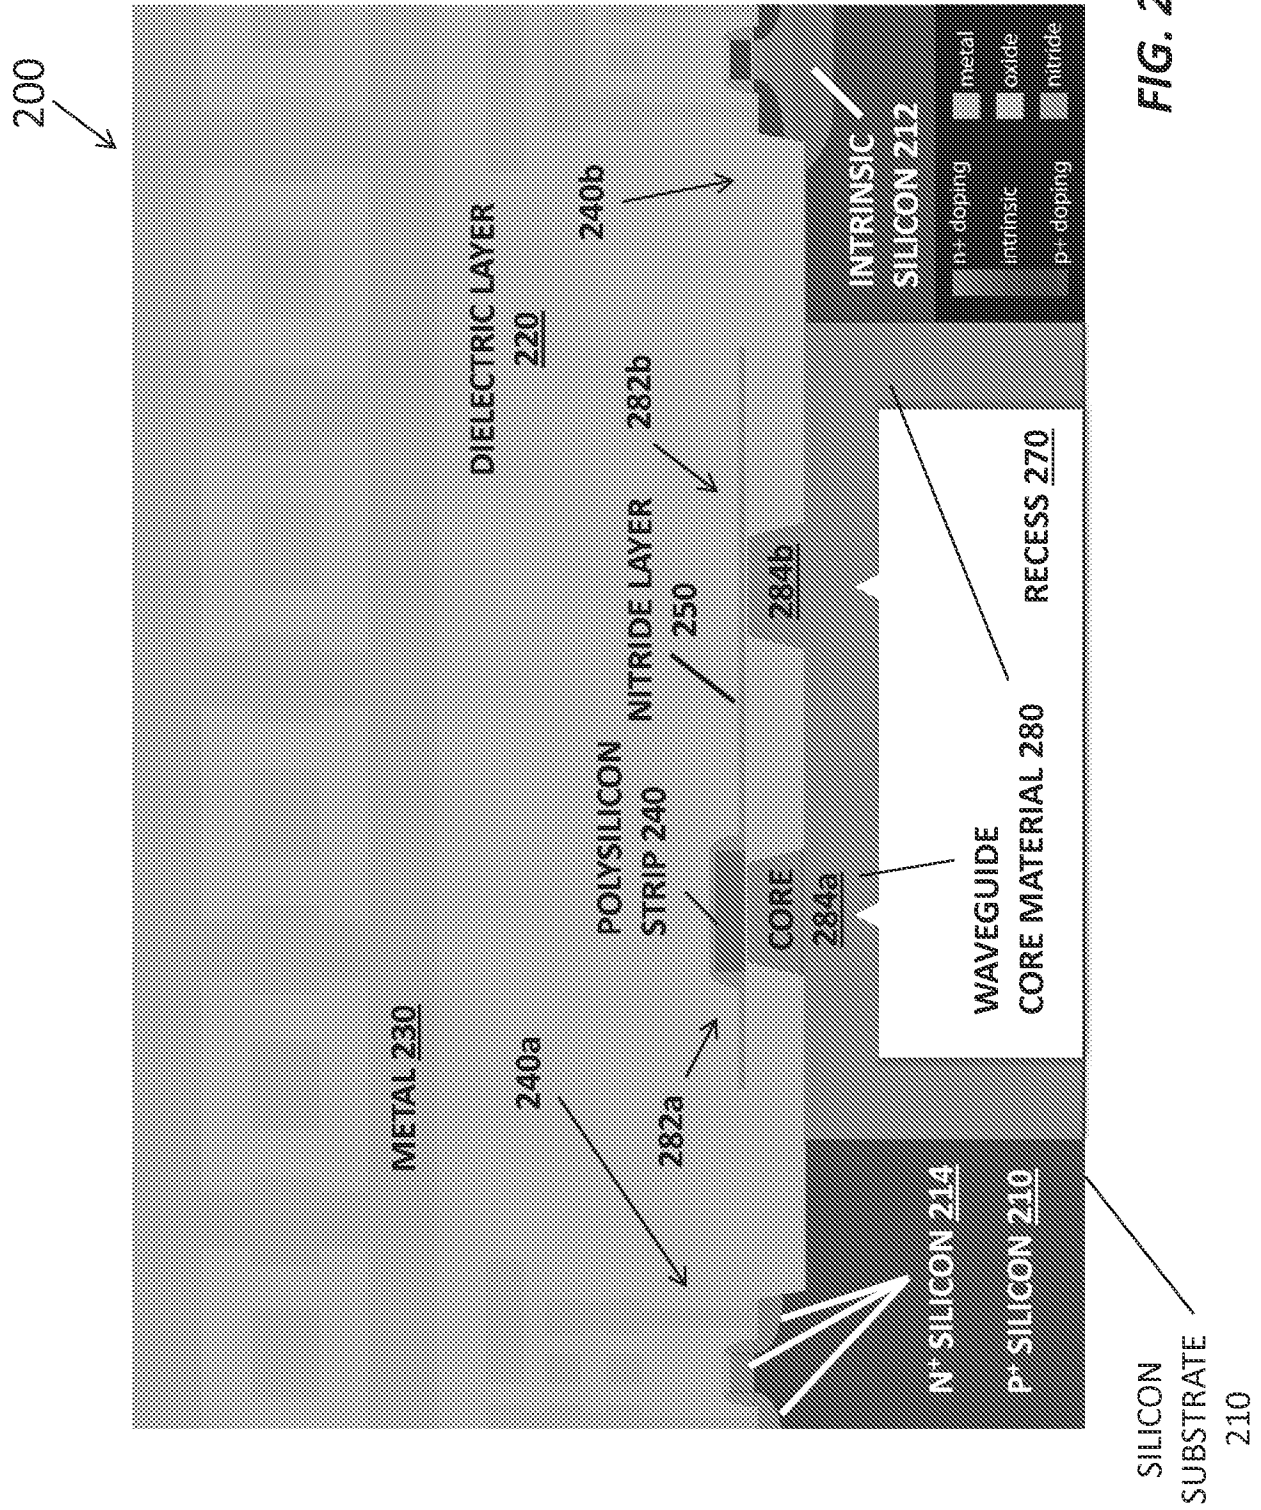 200
METAL 230
DIELECTRIC LAYER
220
240a
240b
282a
POLYSILICON
STRIP 240
NITRIDE LAYER
250
282b
CORE
284a
284b
N+ SILICON 214
P+ SILICON 210
WAVEGUIDE
CORE MATERIAL 280
RECESS 270
INTRINSIC
SILICON 212
n+ doping
intrinsic
p+ doping
metal
oxide
nitride
SILICON
SUBSTRATE
210
FIG. 2